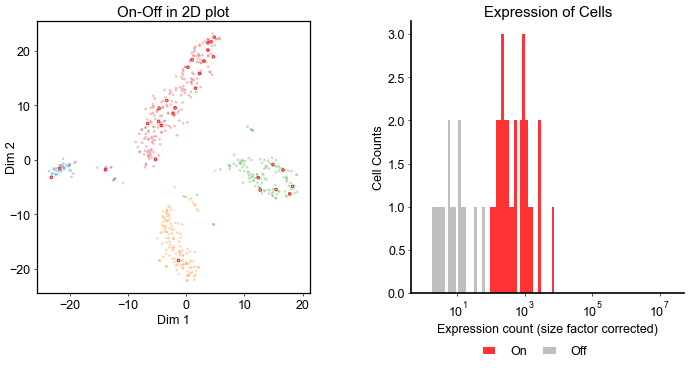 On-Off in 2D plot
Dim 2
20
10
0
−10
−20
−20 −10 0 10 20
Dim 1
Expression of Cells
Cell Counts
3.0
2.5
2.0
1.5
1.0
0.5
0.0
10^1 10^3 10^5 10^7
Expression count (size factor corrected)
On Off